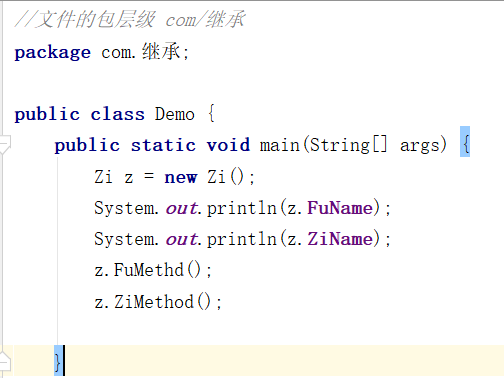 //文件的包层级 com/继承
package com.继承;
public class Demo {
public static void main(String[] args) {
Zi z = new Zi();
System.out.println(z.FuName);
System.out.println(z.ZiName);
z.FuMethd();
z.ZiMethod();
}